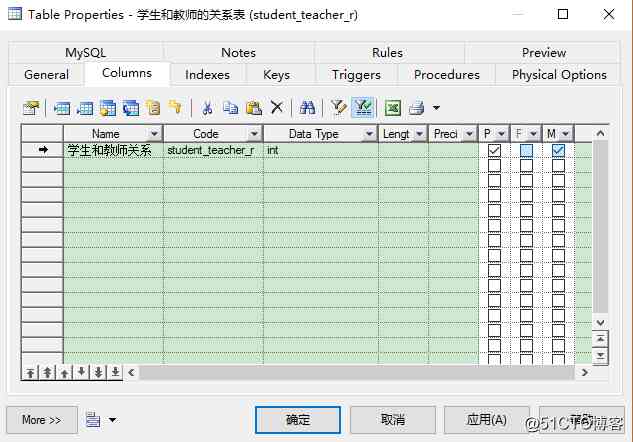 Table Properties - 学生和教师的关系表 (student_teacher_r)
MySQL Notes Rules Preview
General Columns Indexes Keys Triggers Procedures Physical Options
Name Code Data Type Lengt Preci P F M
学生和教师关系 student_teacher_r int
More >> 确定 取消 应用(A) 帮助
@51CTO博客